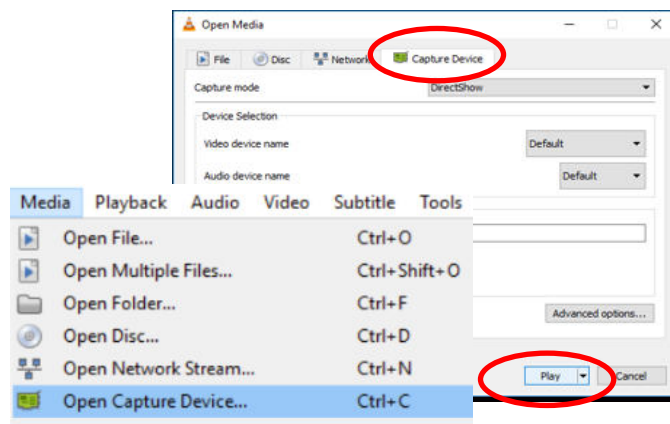 Open Media
File Disc Network Capture Device
Capture mode DirectShow
Device Selection
Video device name Default
Audio device name Default
Advanced options...
Play Cancel
Media Playback Audio Video Subtitle Tools
Open File... Ctrl+O
Open Multiple Files... Ctrl+Shift+O
Open Folder... Ctrl+F
Open Disc... Ctrl+D
Open Network Stream... Ctrl+N
Open Capture Device... Ctrl+C